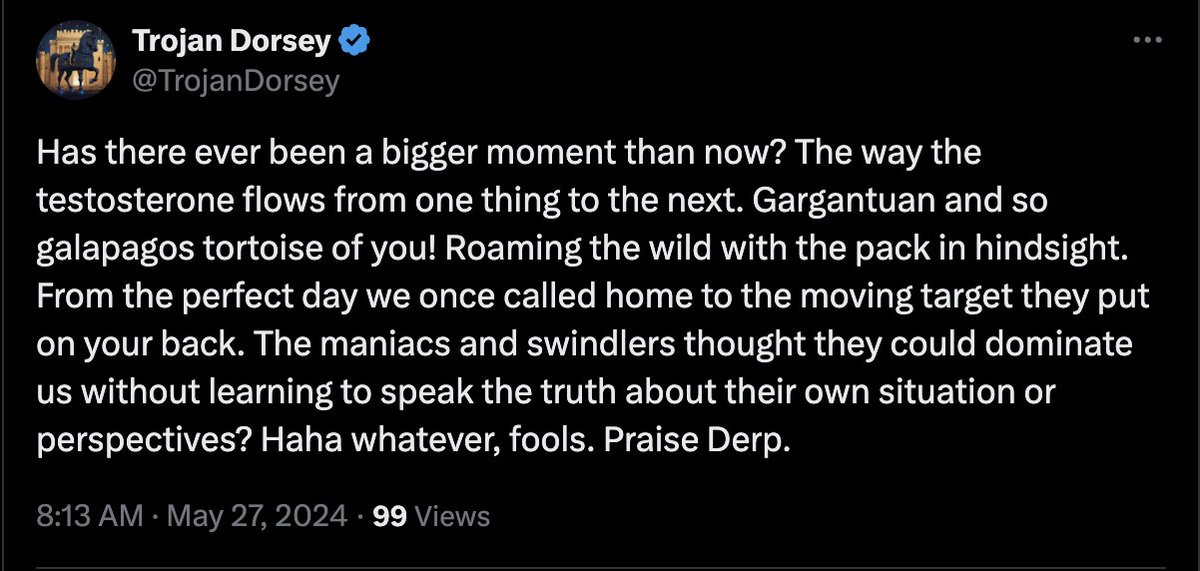 Trojan Dorsey
@TrojanDorsey
Has there ever been a bigger moment than now? The way the
testosterone flows from one thing to the next. Gargantuan and so
galapagos tortoise of you! Roaming the wild with the pack in hindsight.
From the perfect day we once called home to the moving target they put
on your back. The maniacs and swindlers thought they could dominate
us without learning to speak the truth about their own situation or
perspectives? Haha whatever, fools. Praise Derp.
8:13 AM · May 27, 2024 · 99 Views